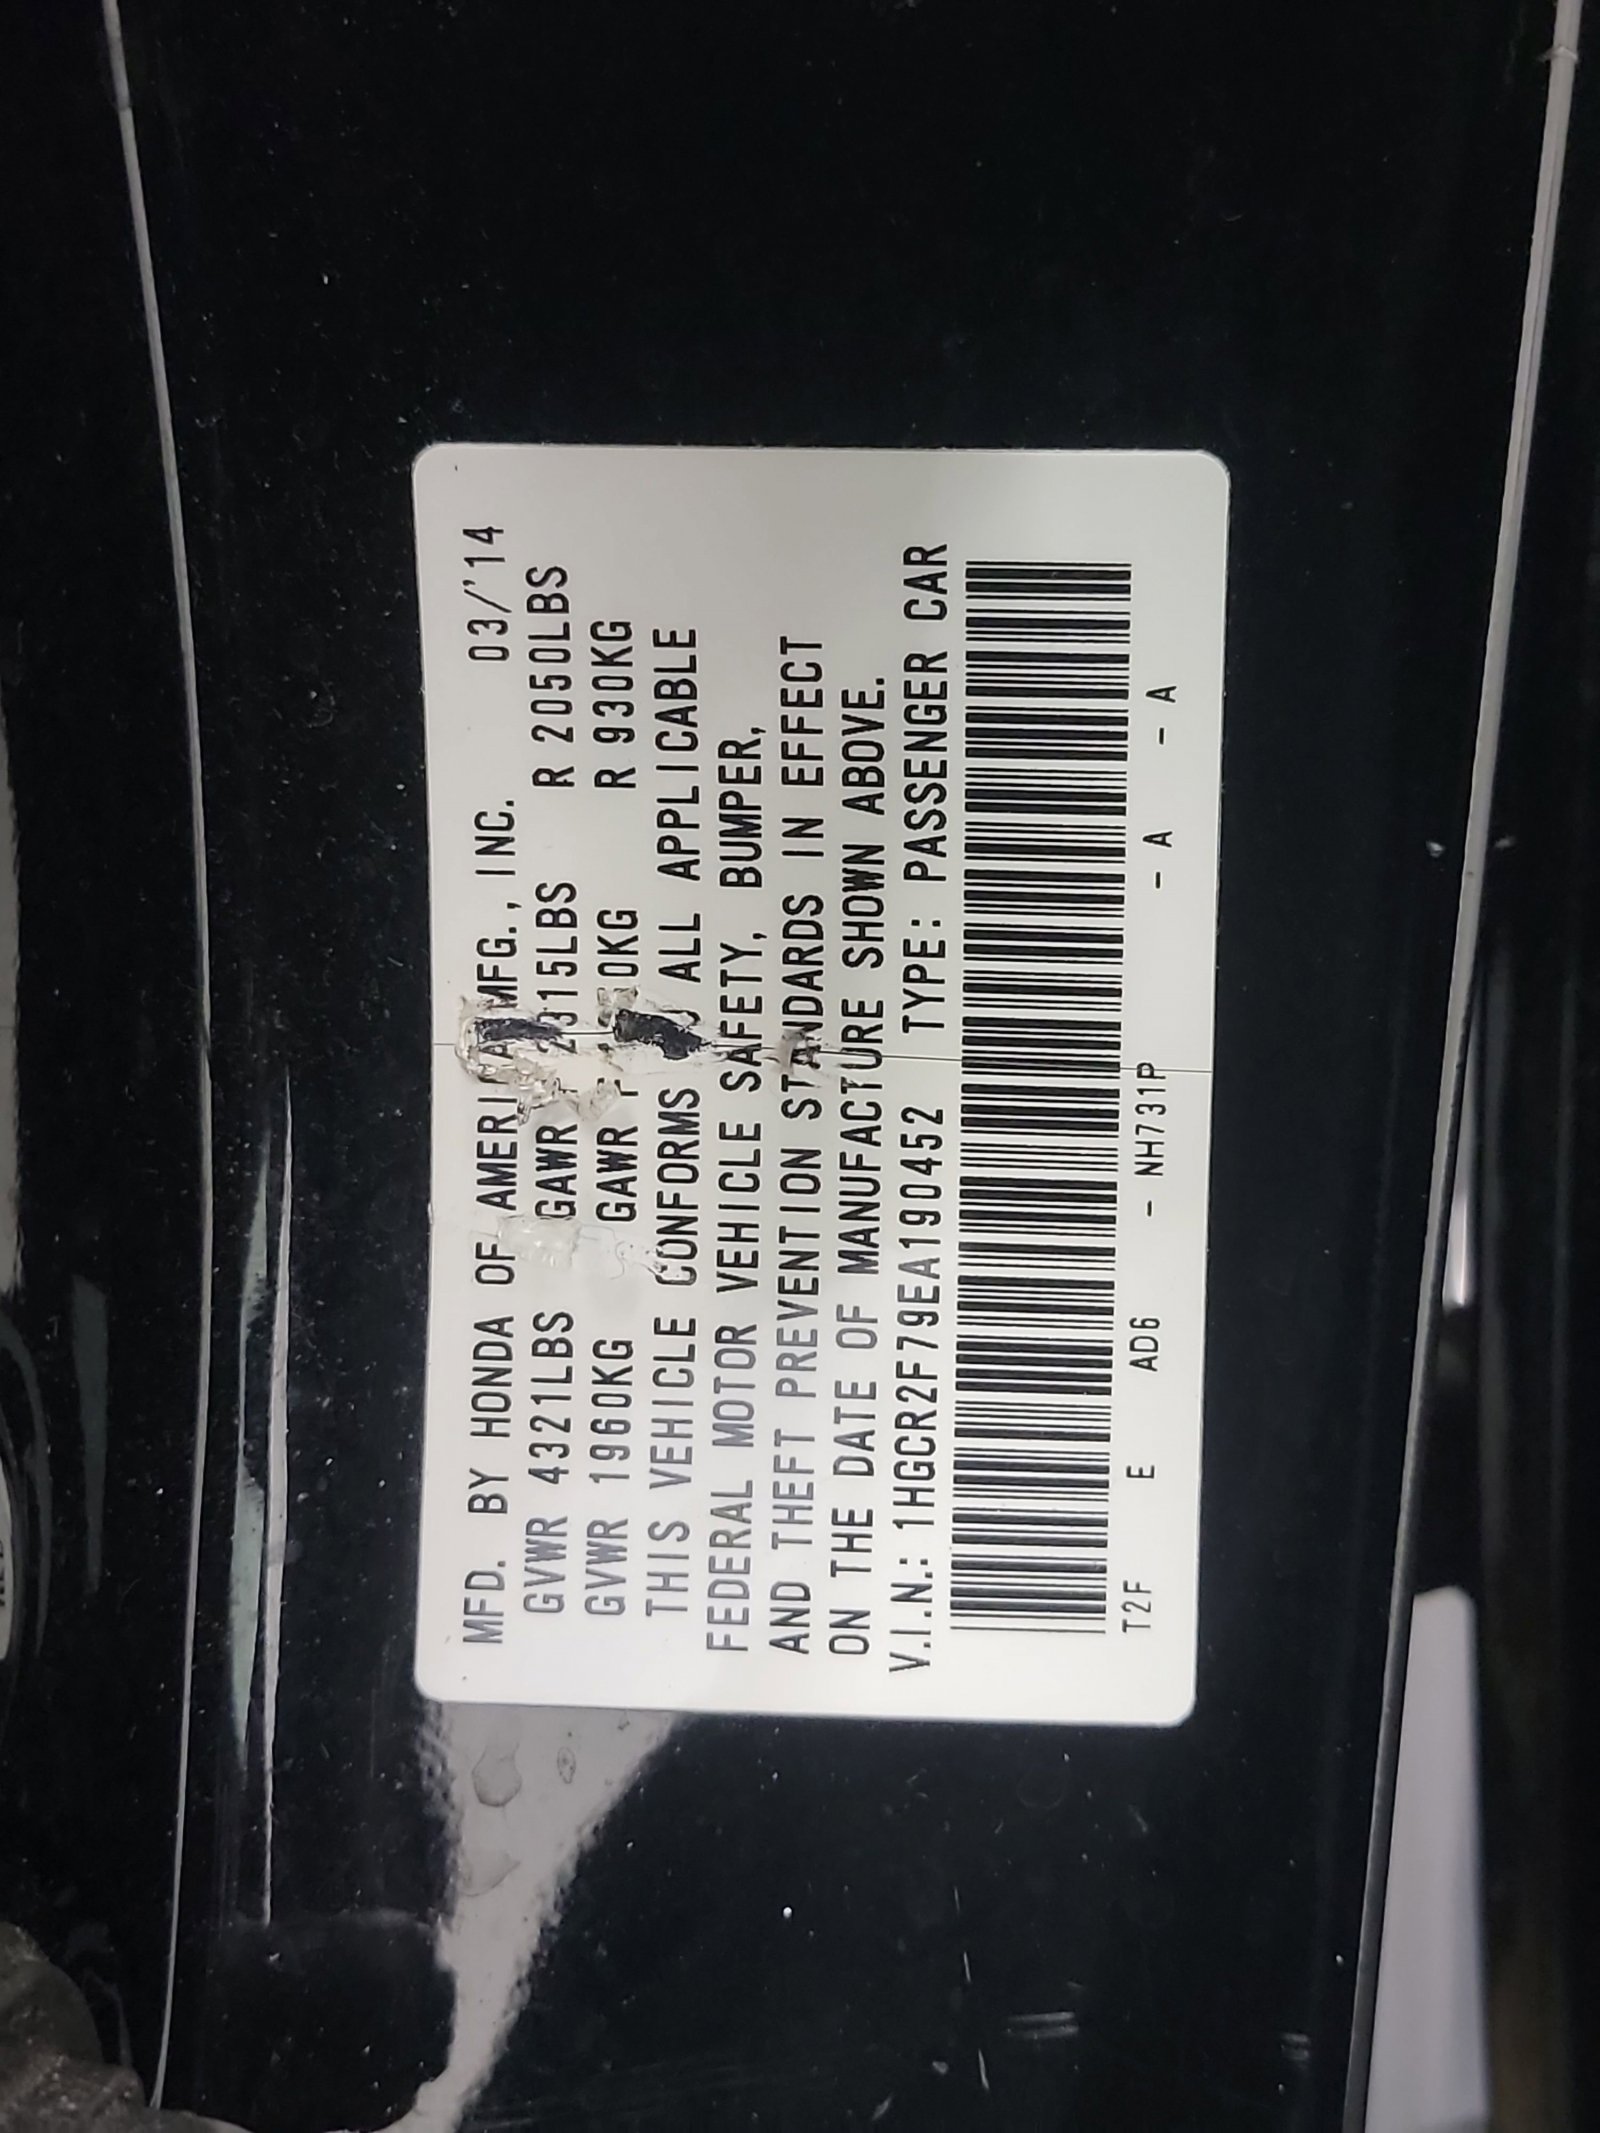 MFD. BY HONDA OF MFG., INC. 03/'14
GVWR 4321LBS GAWR R 2050LBS
GVWR 1960KG GAWR R 930KG
THIS VEHICLE CONFORMS ALL APPLICABLE
FEDERAL MOTOR VEHICLE SAFETY, BUMPER,
AND THEFT PREVENTION STANDARDS IN EFFECT
ON THE DATE OF MANUFACTURE SHOWN ABOVE.
V.I.N.: 1HGCR2F79EA190452 TYPE: PASSENGER CAR
T2F E AD6 - NH731P - A - A